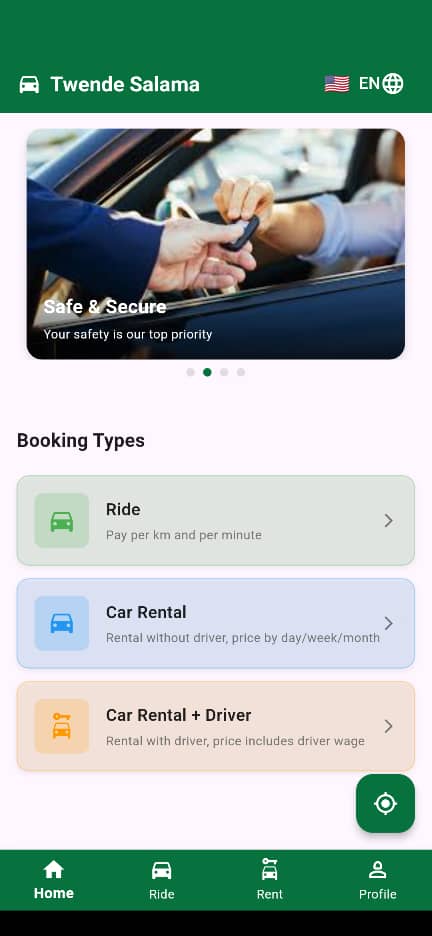 Twende Salama
🇺🇸 EN
Safe & Secure
Your safety is our top priority
Booking Types
Ride
Pay per km and per minute
Car Rental
Rental without driver, price by day/week/month
Car Rental + Driver
Rental with driver, price includes driver wage
Home
Ride
Rent
Profile